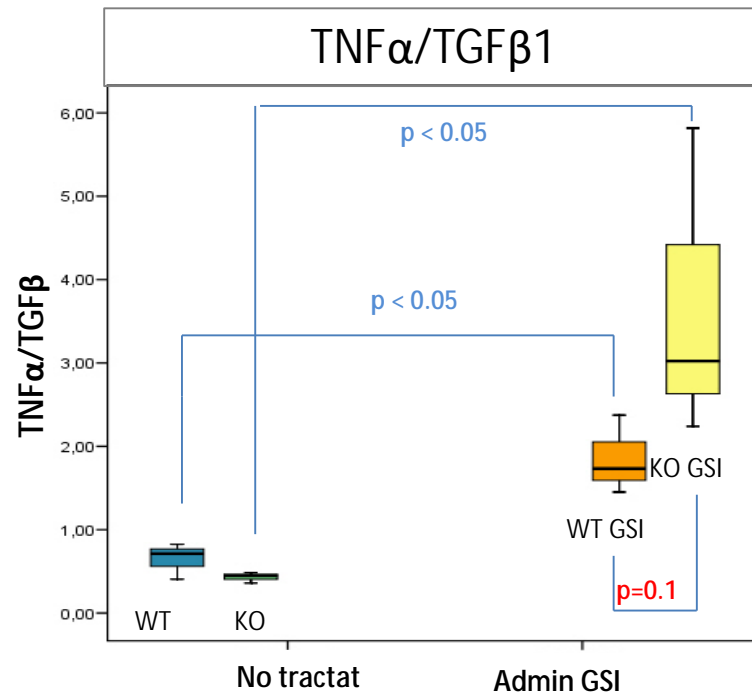 TNFα/TGFβ1
TNFα/TGFβ
6,00
5,00
4,00
3,00
2,00
1,00
0,00
p < 0.05
p < 0.05
KO GSI
WT GSI
p=0.1
WT
KO
No tractat
Admin GSI